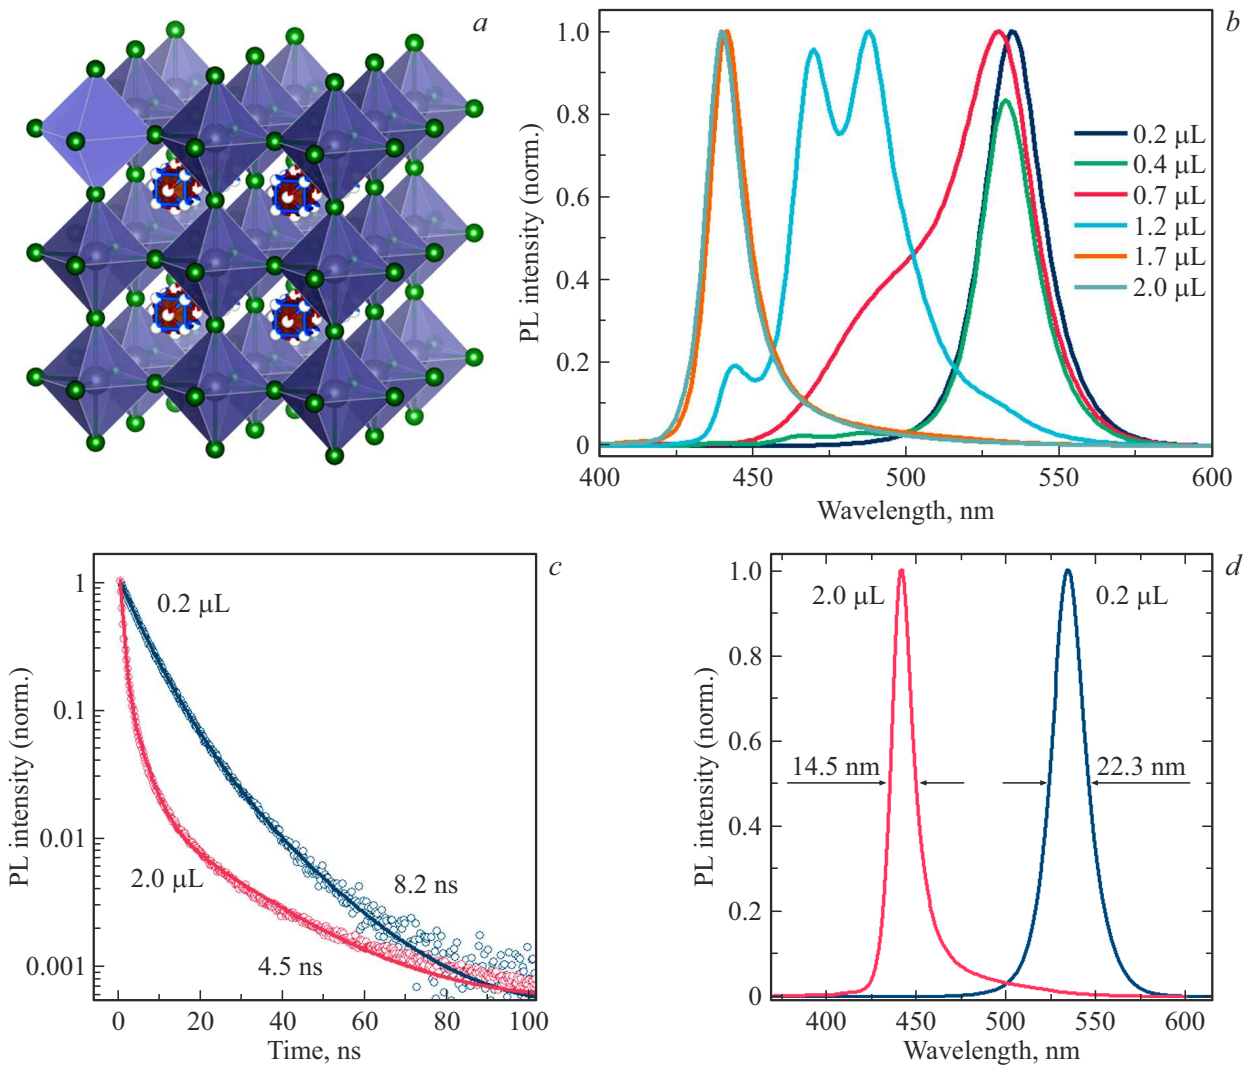 a
b
PL intensity (norm.)
1.0
0.8
0.6
0.4
0.2
0
400
450
500
550
600
Wavelength, nm
0.2 μL
0.4 μL
0.7 μL
1.2 μL
1.7 μL
2.0 μL
c
PL intensity (norm.)
1
0.1
0.01
0.001
0.2 μL
2.0 μL
8.2 ns
4.5 ns
0
20
40
60
80
100
Time, ns
d
PL intensity (norm.)
1.0
0.8
0.6
0.4
0.2
0
2.0 μL
0.2 μL
14.5 nm
22.3 nm
400
450
500
550
600
Wavelength, nm